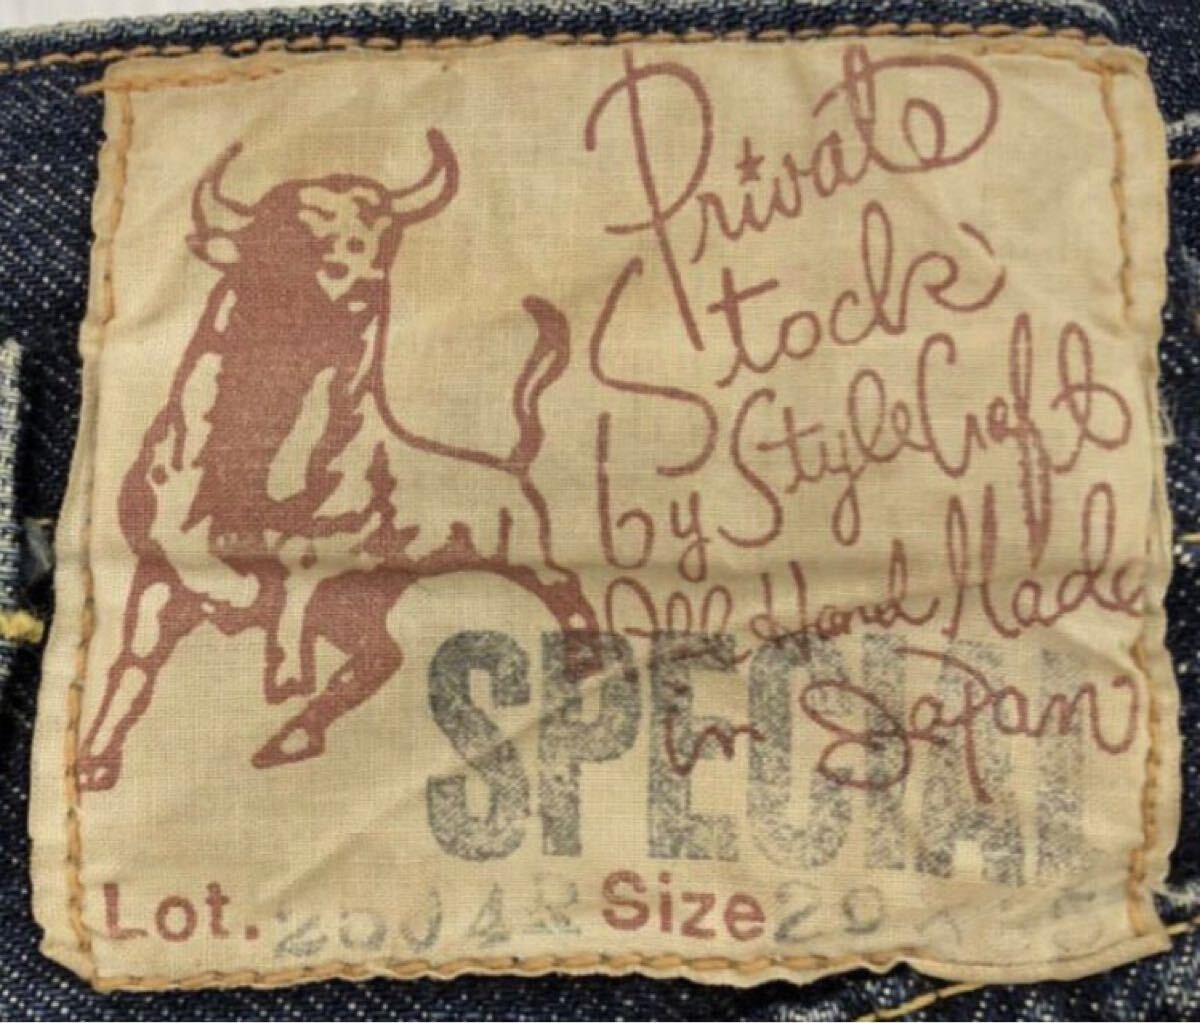 Private
Stock
by StyleCraft
All Hand Made
in Japan
SPECIAL
Lot. Size